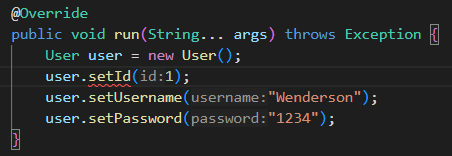 @Override
public void run(String... args) throws Exception {
User user = new User();
user.setId(id:1);
user.setUsername(username:"Wenderson");
user.setPassword(password:"1234");
}